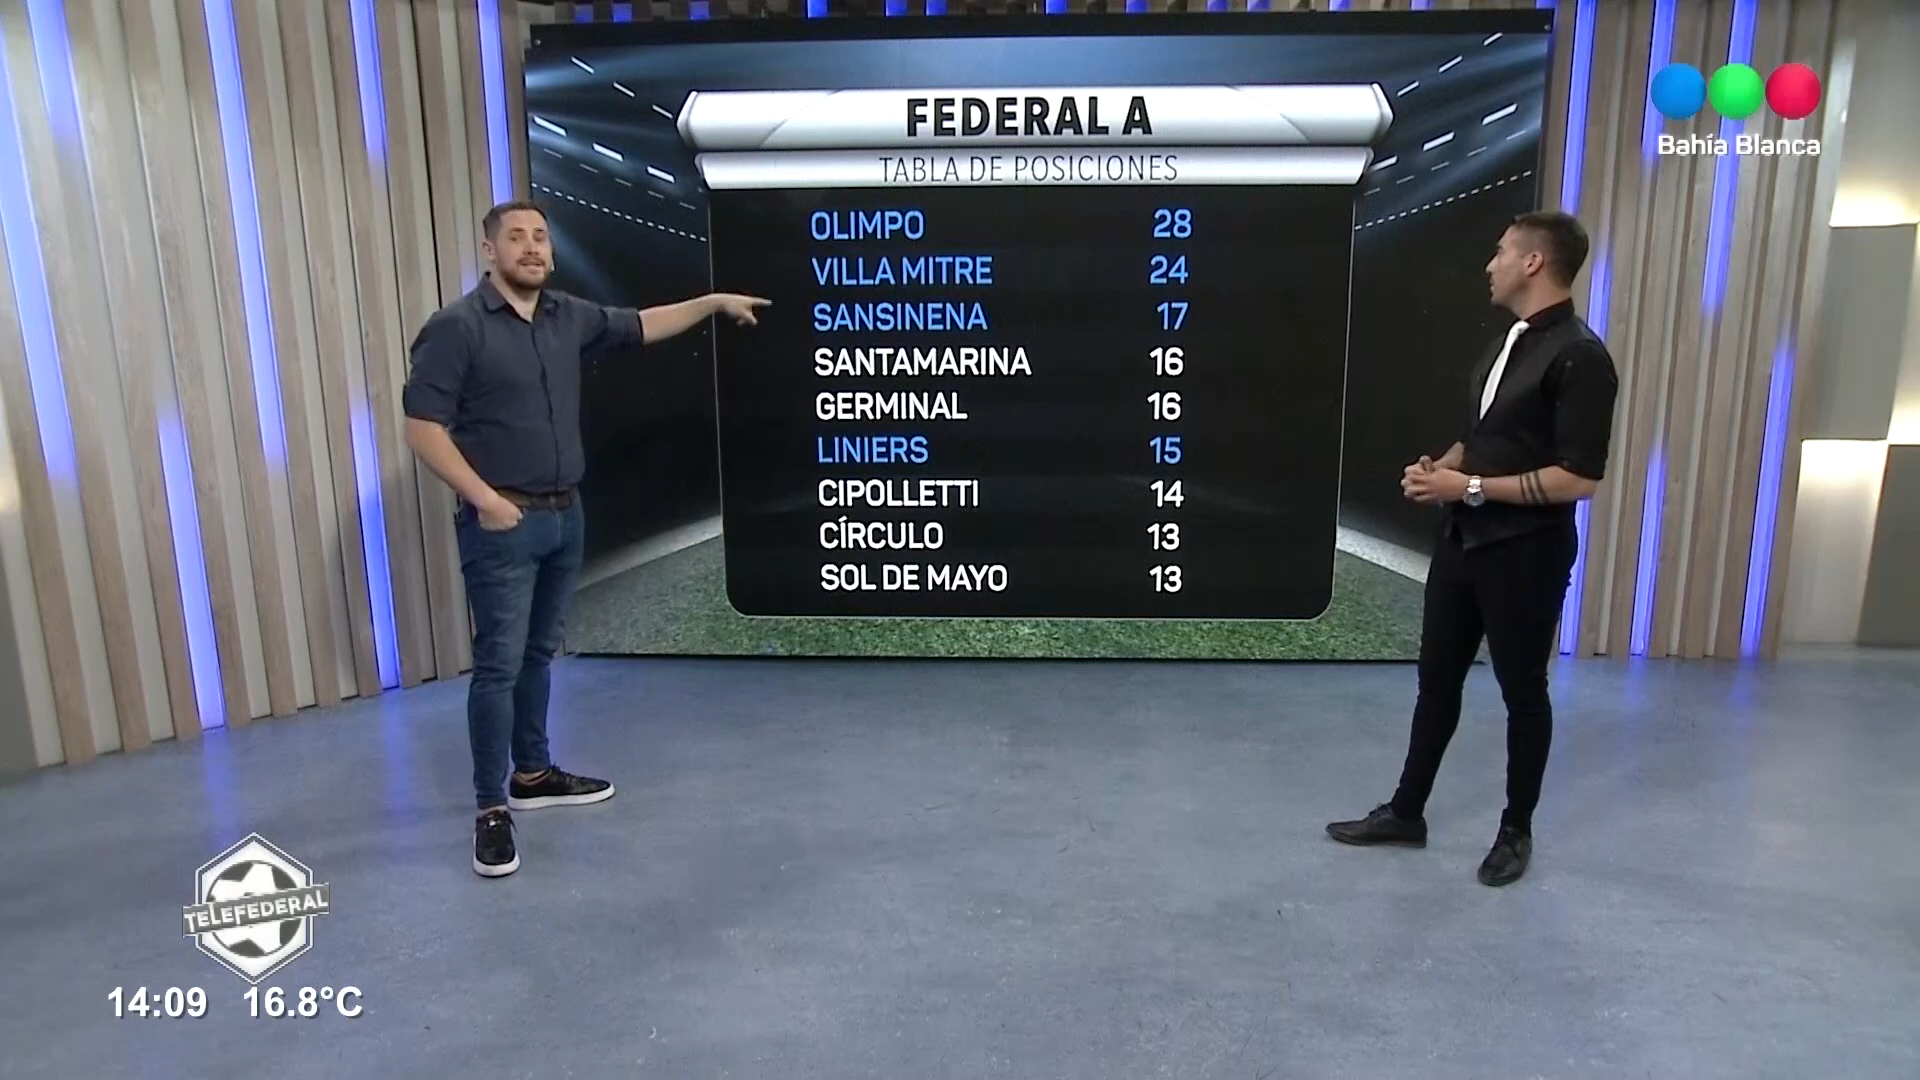 FEDERAL A
TABLA DE POSICIONES
OLIMPO 28
VILLA MITRE 24
SANSINENA 17
SANTAMARINA 16
GERMINAL 16
LINIERS 15
CIPOLLETTI 14
CÍRCULO 13
SOL DE MAYO 13
Bahía Blanca
TELEFEDERAL
14:09 16.8°C